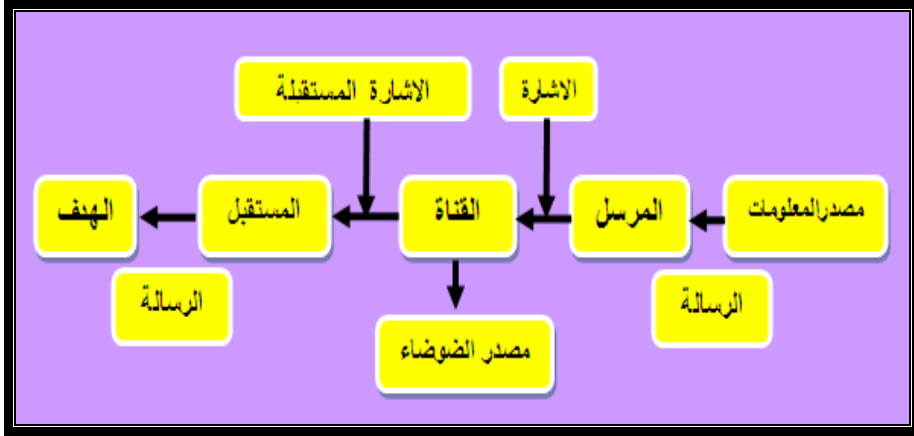 الاشارة
الاشارة المستقبلة
مصدرالمعلومات
المرسل
القناة
المستقبل
الهدف
الرسالة
الرسالة
مصدر الضوضاء